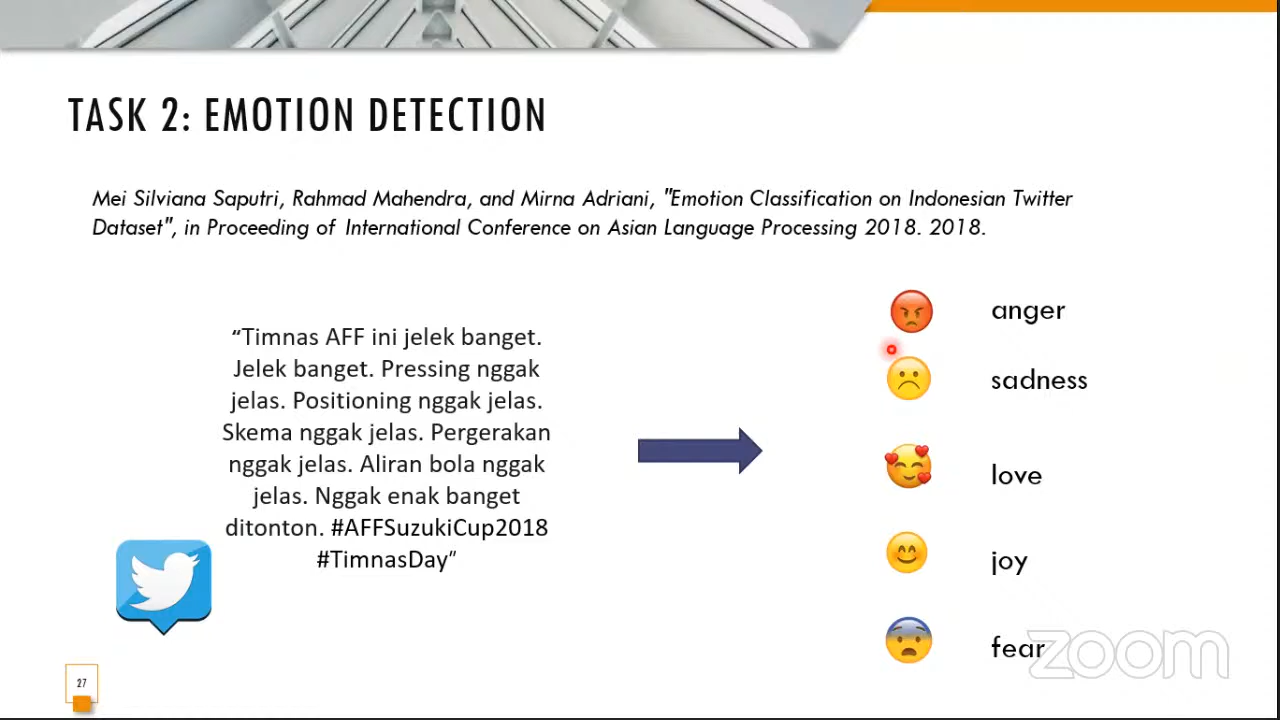 TASK 2: EMOTION DETECTION
Mei Silviana Saputri, Rahmad Mahendra, and Mirna Adriani, "Emotion Classification on Indonesian Twitter
Dataset", in Proceeding of International Conference on Asian Language Processing 2018. 2018.
“Timnas AFF ini jelek banget.
Jelek banget. Pressing nggak
jelas. Positioning nggak jelas.
Skema nggak jelas. Pergerakan
nggak jelas. Aliran bola nggak
jelas. Nggak enak banget
ditonton. #AFFSuzukiCup2018
#TimnasDay”
anger
sadness
love
joy
fear
zoom
27